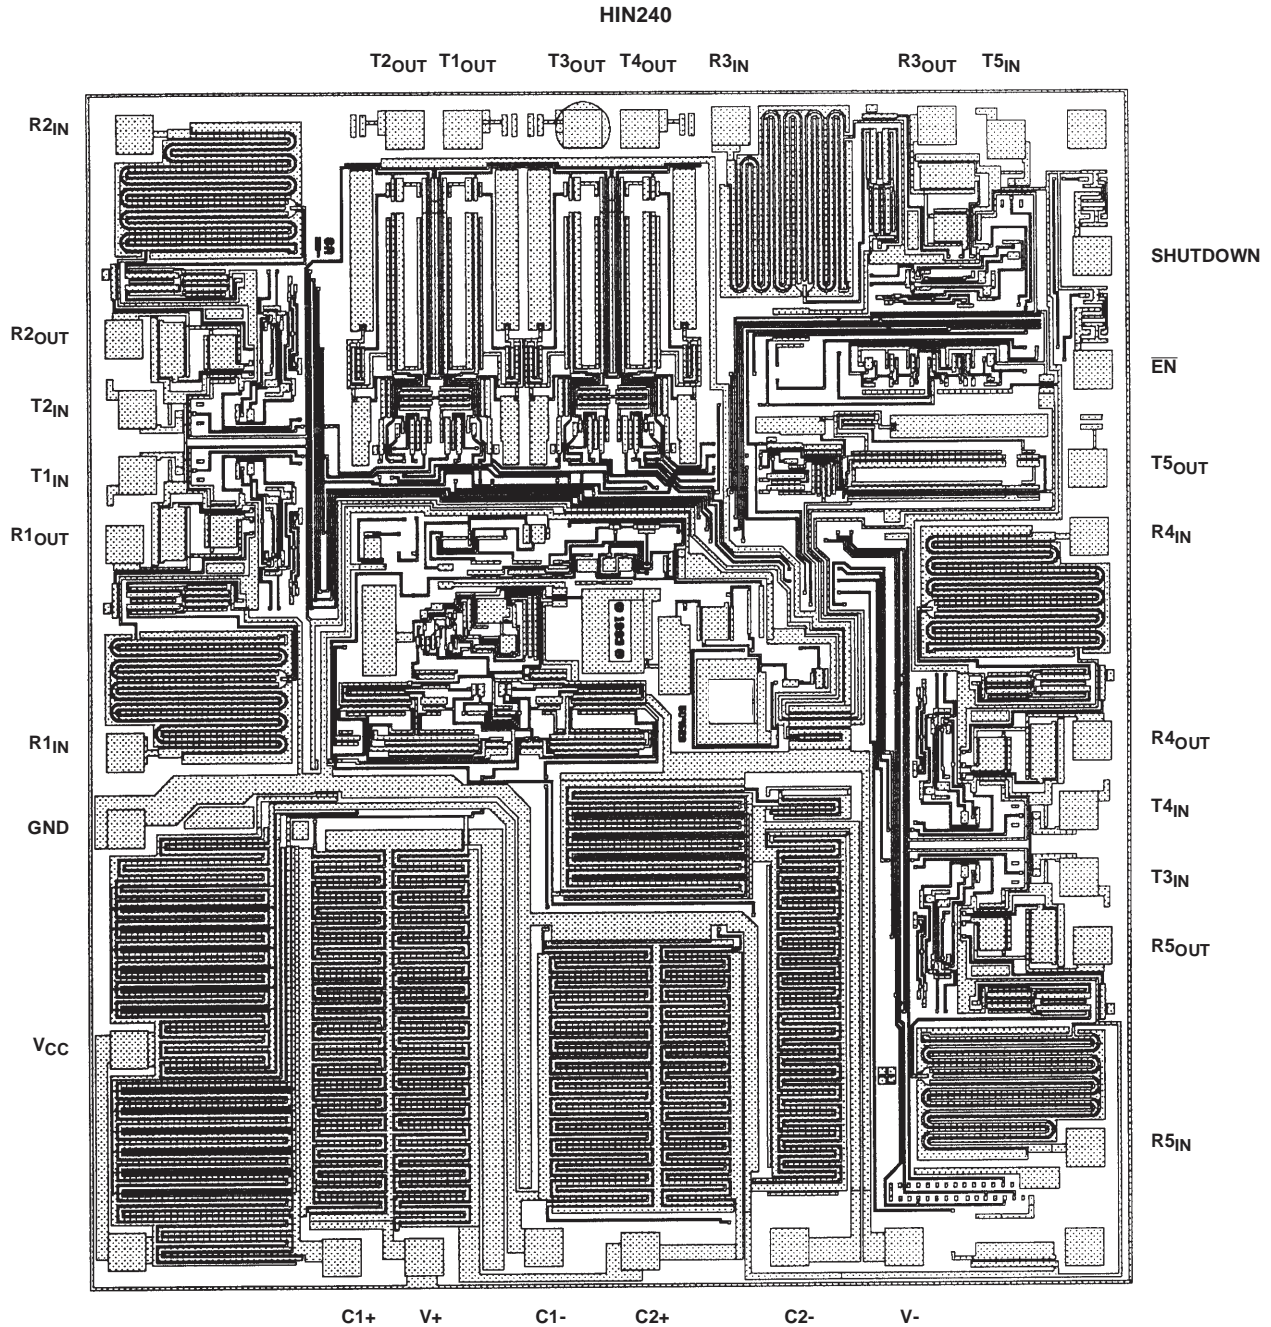 HIN240
T2OUT T1OUT T3OUT T4OUT R3IN R3OUT T5IN
R2IN
SHUTDOWN
R2OUT
EN
T2IN
T5OUT
T1IN
R4IN
R1OUT
R4OUT
R1IN
T4IN
GND
T3IN
R5OUT
VCC
R5IN
C1+ V+ C1- C2+ C2- V-